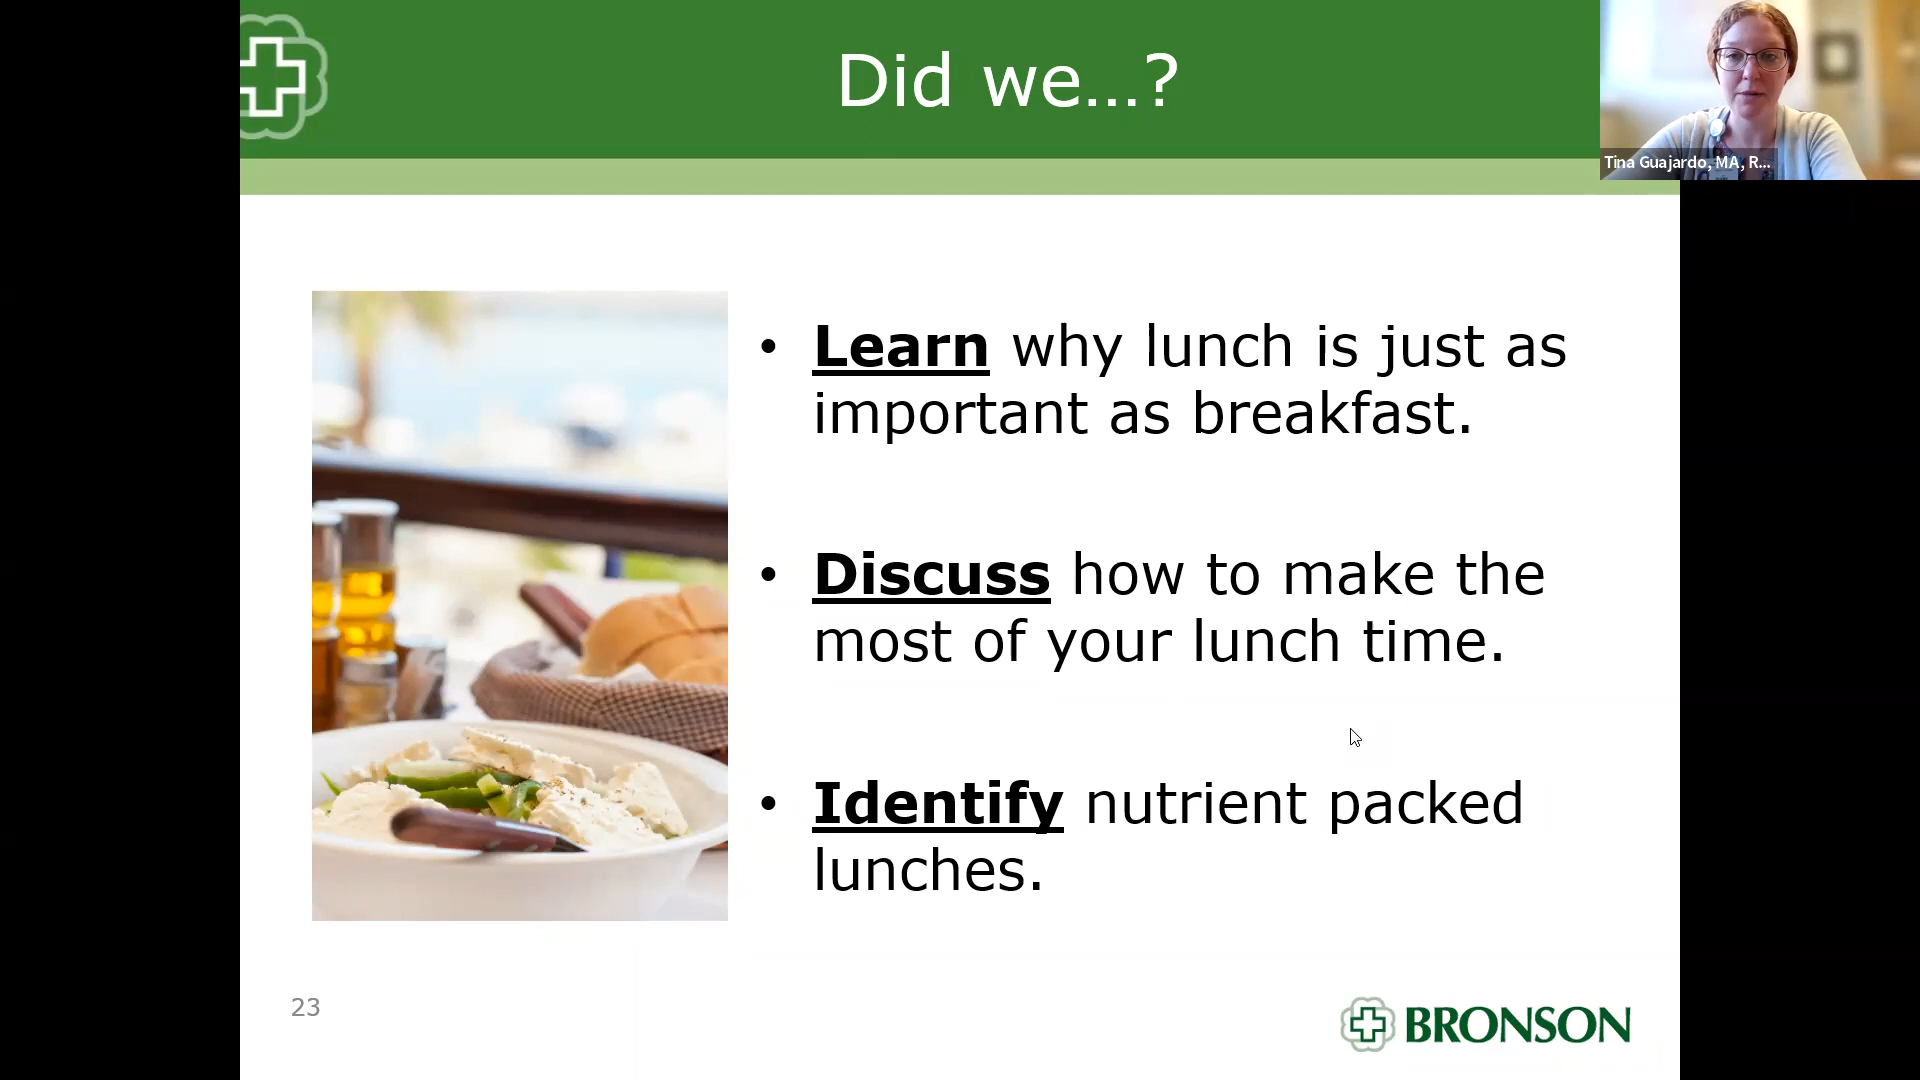 Did we...?
Tina Guajardo, MA, R...
• Learn why lunch is just as
important as breakfast.
• Discuss how to make the
most of your lunch time.
• Identify nutrient packed
lunches.
23
BRONSON